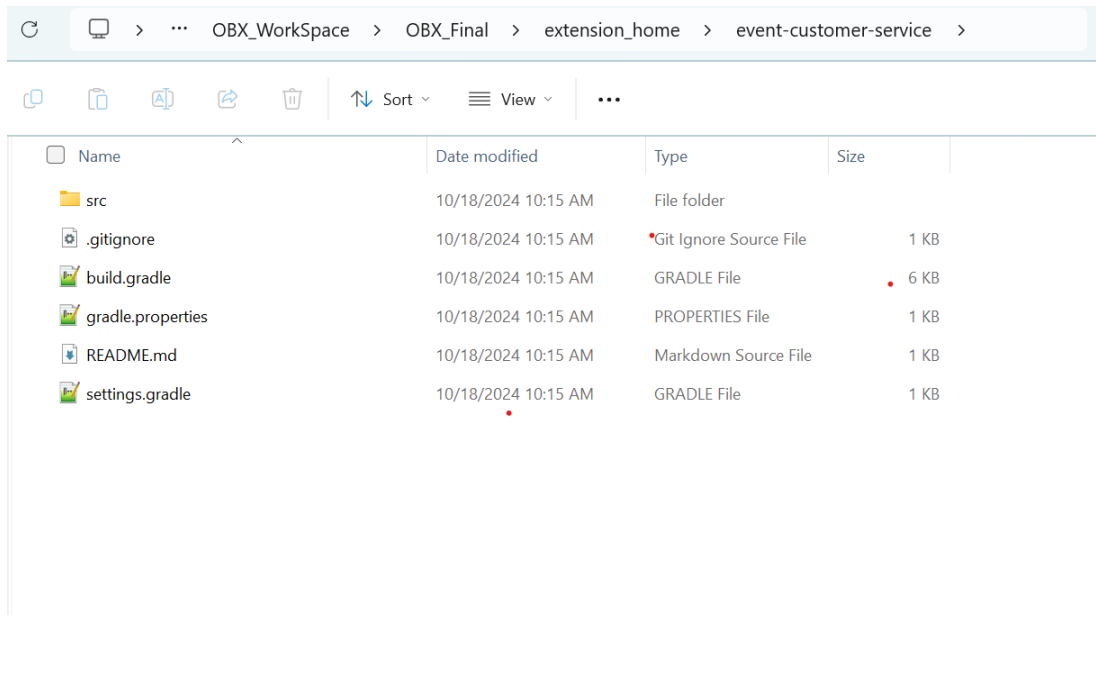 OBX_WorkSpace > OBX_Final > extension_home > event-customer-service >
Sort View
Name Date modified Type Size
src 10/18/2024 10:15 AM File folder
.gitignore 10/18/2024 10:15 AM Git Ignore Source File 1 KB
build.gradle 10/18/2024 10:15 AM GRADLE File 6 KB
gradle.properties 10/18/2024 10:15 AM PROPERTIES File 1 KB
README.md 10/18/2024 10:15 AM Markdown Source File 1 KB
settings.gradle 10/18/2024 10:15 AM GRADLE File 1 KB